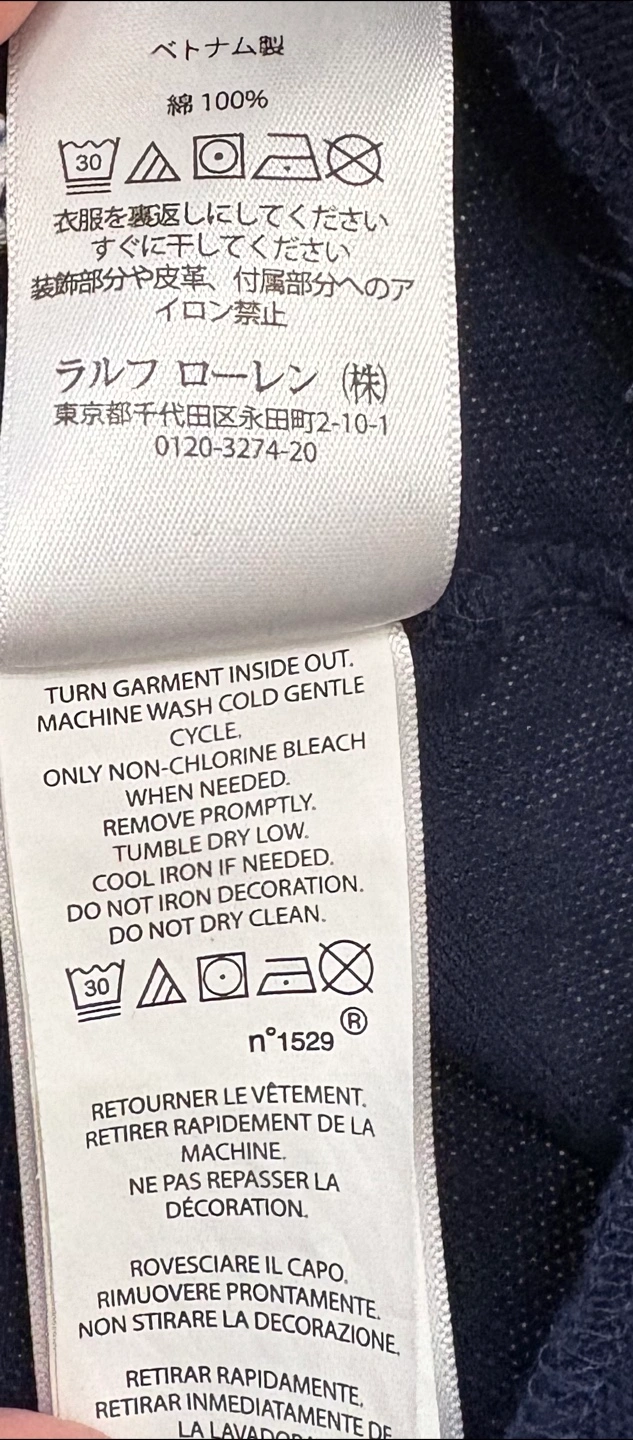 ベトナム製
綿 100%
30
衣服を裏返しにしてください
すぐに干してください
装飾部分や皮革、付属部分へのア
イロン禁止
ラルフ ローレン (株)
東京都千代田区永田町2-10-1
0120-3274-20
TURN GARMENT INSIDE OUT.
MACHINE WASH COLD GENTLE
CYCLE.
ONLY NON-CHLORINE BLEACH
WHEN NEEDED.
REMOVE PROMPTLY.
TUMBLE DRY LOW.
COOL IRON IF NEEDED.
DO NOT IRON DECORATION.
DO NOT DRY CLEAN.
30
n°1529 ®
RETOURNER LE VÊTEMENT.
RETIRER RAPIDEMENT DE LA
MACHINE.
NE PAS REPASSER LA
DÉCORATION.
ROVESCIARE IL CAPO.
RIMUOVERE PRONTAMENTE.
NON STIRARE LA DECORAZIONE.
RETIRAR RAPIDAMENTE.
RETIRAR INMEDIATAMENTE DE
LA